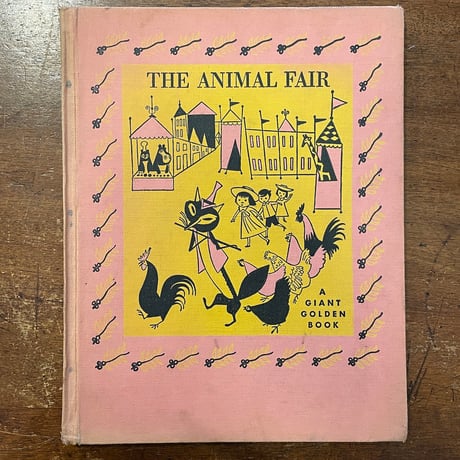 THE ANIMAL FAIR
A
GIANT
GOLDEN
BOOK